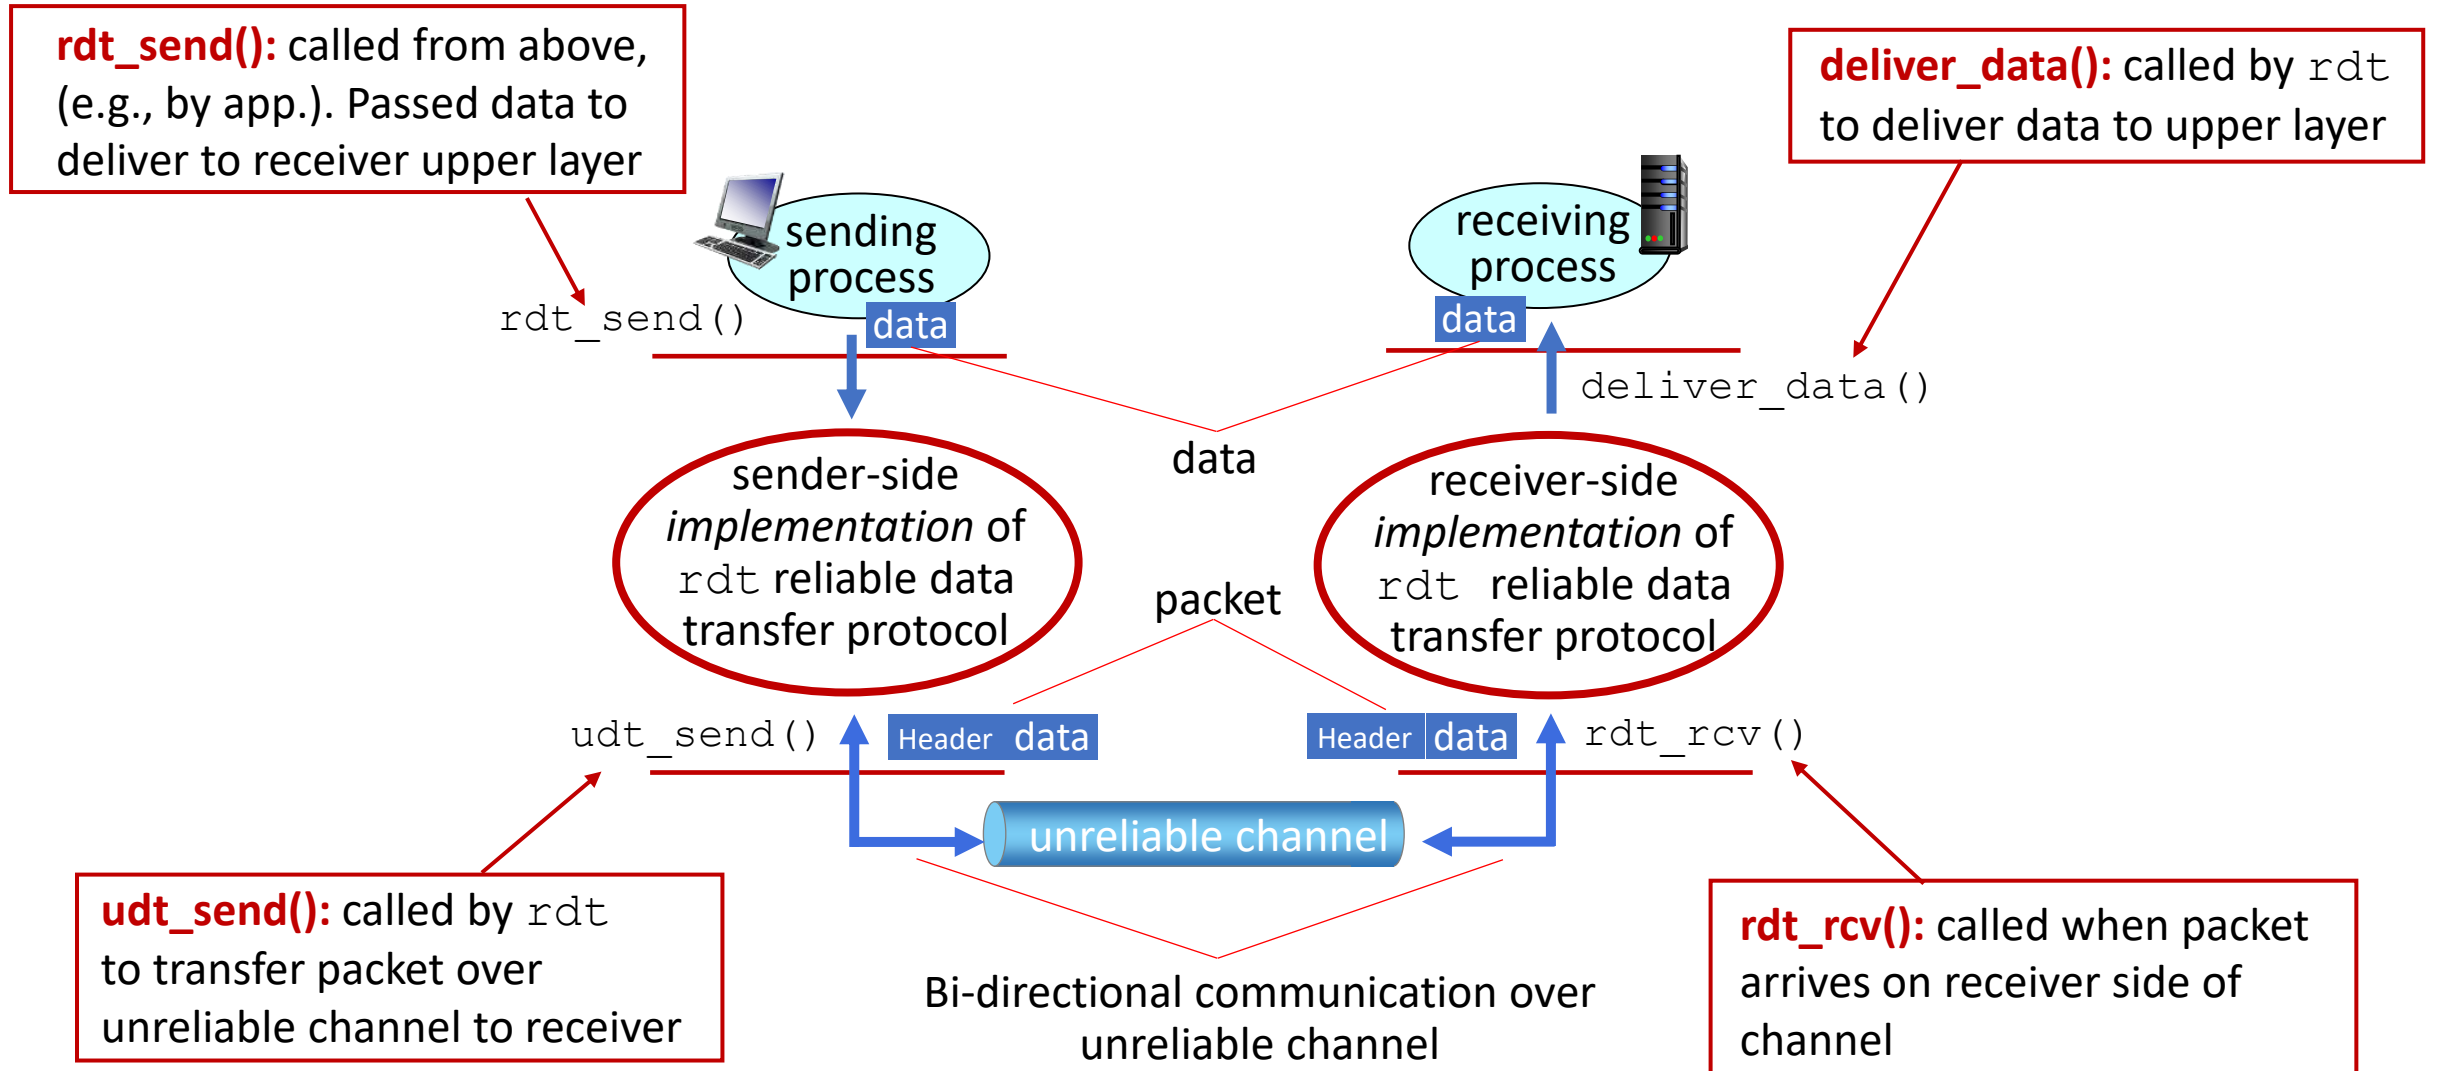 rdt_send(): called from above,
(e.g., by app.). Passed data to
deliver to receiver upper layer
deliver_data(): called by rdt
to deliver data to upper layer
sending
process
receiving
process
rdt_send()
data
data
deliver_data()
data
sender-side
implementation of
rdt reliable data
transfer protocol
receiver-side
implementation of
rdt reliable data
transfer protocol
packet
udt_send()
Header data
Header data
rdt_rcv()
unreliable channel
udt_send(): called by rdt
to transfer packet over
unreliable channel to receiver
Bi-directional communication over
unreliable channel
rdt_rcv(): called when packet
arrives on receiver side of
channel